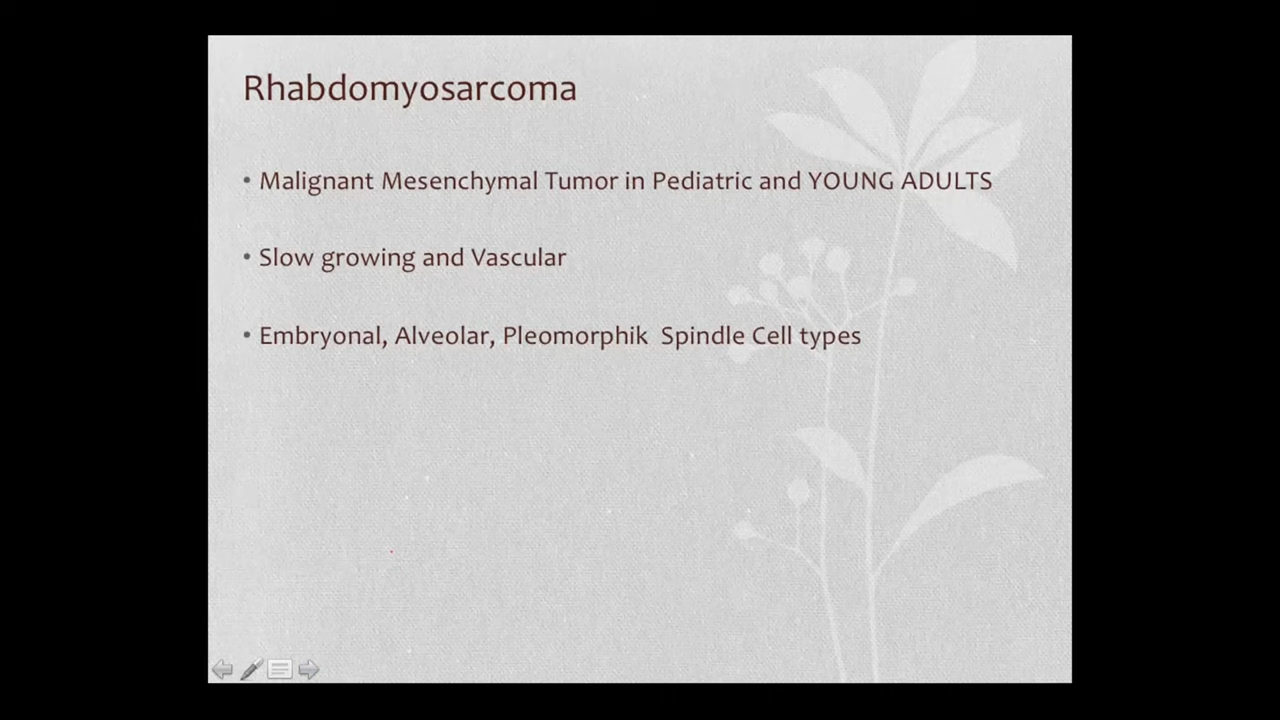 Rhabdomyosarcoma
• Malignant Mesenchymal Tumor in Pediatric and YOUNG ADULTS
• Slow growing and Vascular
• Embryonal, Alveolar, Pleomorphik Spindle Cell types